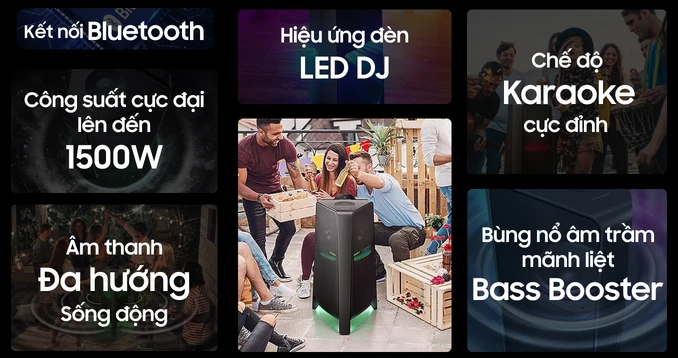 Kết nối Bluetooth
Công suất cực đại
lên đến
1500W
Âm thanh
Đa hướng
Sống động
Hiệu ứng đèn
LED DJ
Chế độ
Karaoke
cực đỉnh
Bùng nổ âm trầm
mãnh liệt
Bass Booster